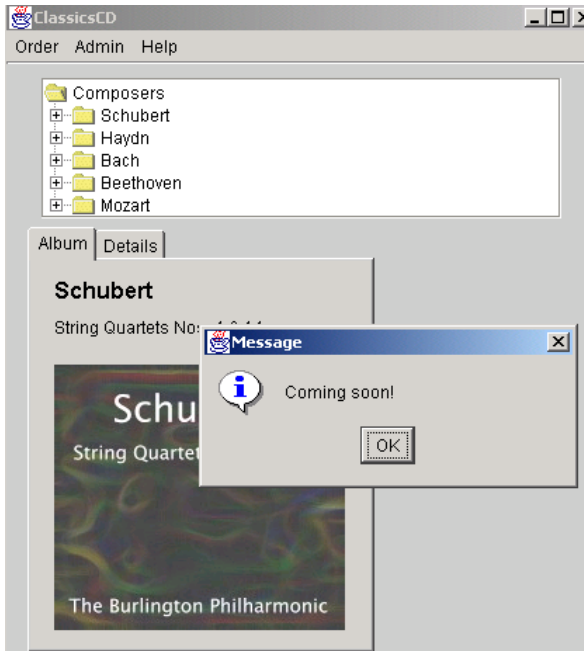 ClassicsCD
Order Admin Help
Composers
Schubert
Haydn
Bach
Beethoven
Mozart
Album Details
Schubert
String Quartets Nos
Message
Coming soon!
OK
Schu
String Quartet
The Burlington Philharmonic